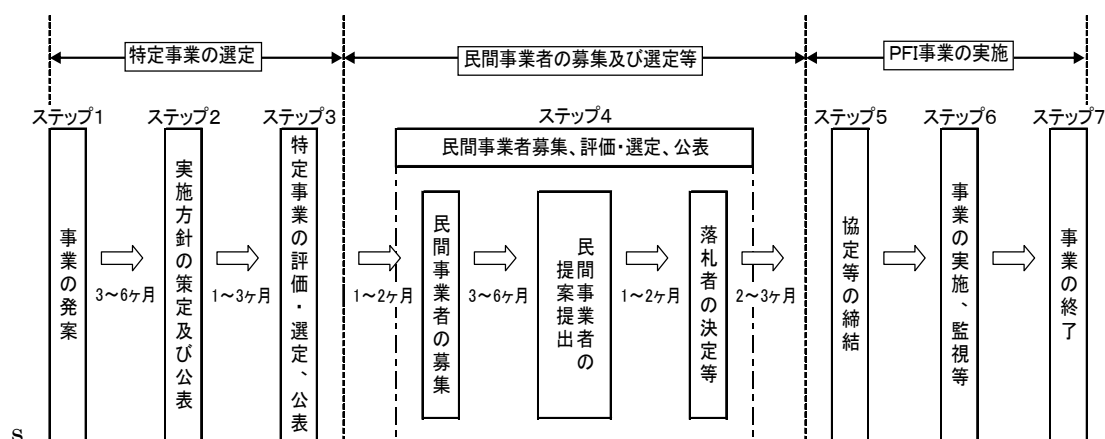 特定事業の選定
民間事業者の募集及び選定等
PFI事業の実施
ステップ1
ステップ2
ステップ3
ステップ4
ステップ5
ステップ6
ステップ7
民間事業者募集、評価・選定、公表
事業の発案
3～6ヶ月
実施方針の策定及び公表
1～3ヶ月
特定事業の評価・選定、公表
1～2ヶ月
民間事業者の募集
3～6ヶ月
民間事業者の
提案提出
1～2ヶ月
落札者の決定等
2～3ヶ月
協定等の締結
事業の実施、監視等
事業の終了
s